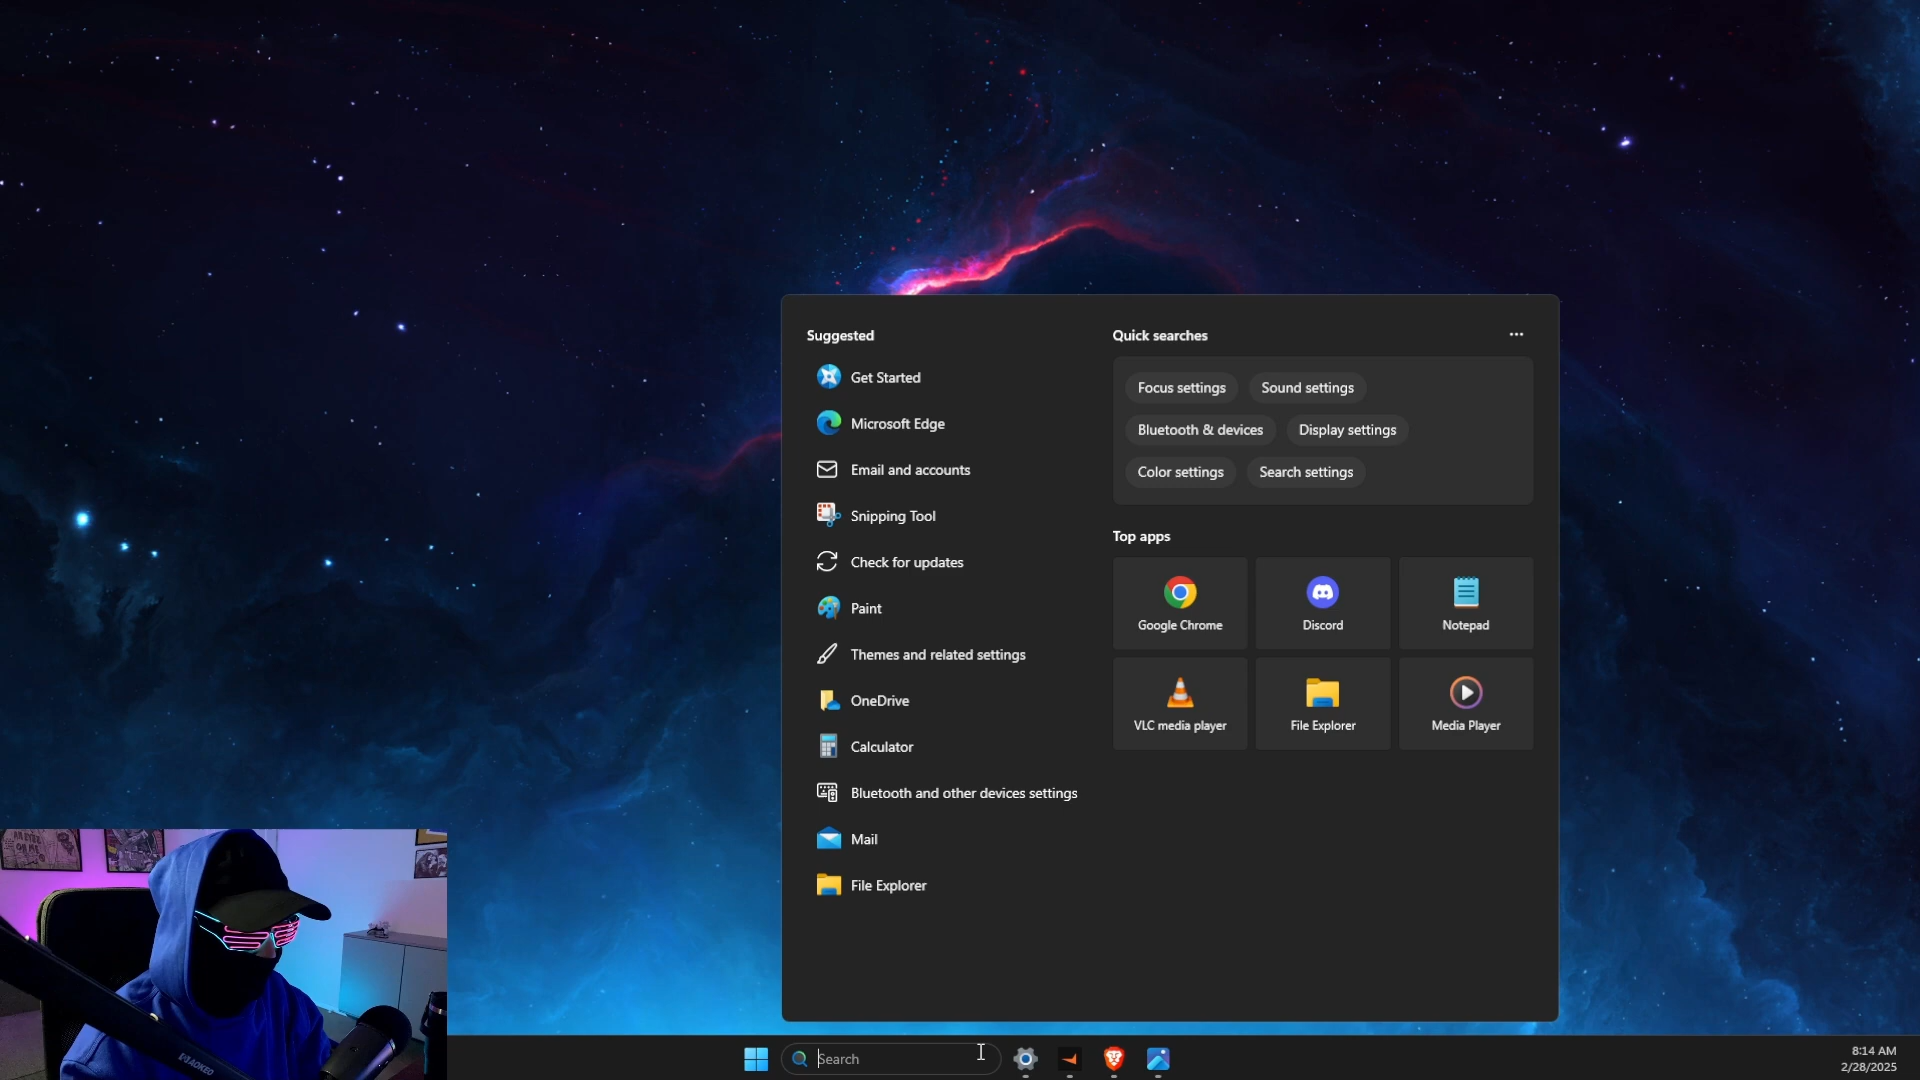 Suggested
Get Started
Microsoft Edge
Email and accounts
Snipping Tool
Check for updates
Paint
Themes and related settings
OneDrive
Calculator
Bluetooth and other devices settings
Mail
File Explorer
Quick searches
Focus settings
Sound settings
Bluetooth & devices
Display settings
Color settings
Search settings
Top apps
Google Chrome
Discord
Notepad
VLC media player
File Explorer
Media Player
ON ME
MAONO
Search
8:14 AM
2/28/2025